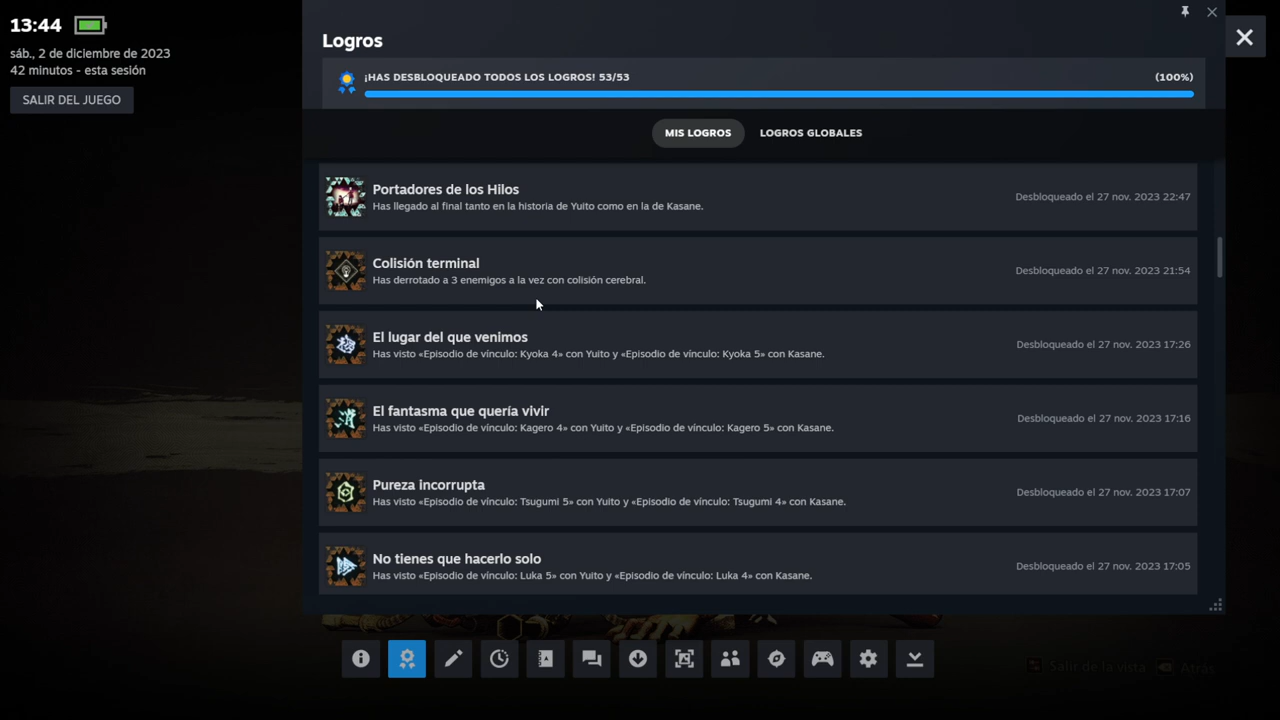 13:44
sáb., 2 de diciembre de 2023
42 minutos - esta sesión
SALIR DEL JUEGO
Logros
¡HAS DESBLOQUEADO TODOS LOS LOGROS! 53/53 (100%)
MIS LOGROS LOGROS GLOBALES
Portadores de los Hilos
Has llegado al final tanto en la historia de Yuito como en la de Kasane.
Desbloqueado el 27 nov. 2023 22:47
Colisión terminal
Has derrotado a 3 enemigos a la vez con colisión cerebral.
Desbloqueado el 27 nov. 2023 21:54
El lugar del que venimos
Has visto «Episodio de vínculo: Kyoka 4» con Yuito y «Episodio de vínculo: Kyoka 5» con Kasane.
Desbloqueado el 27 nov. 2023 17:26
El fantasma que quería vivir
Has visto «Episodio de vínculo: Kagero 4» con Yuito y «Episodio de vínculo: Kagero 5» con Kasane.
Desbloqueado el 27 nov. 2023 17:16
Pureza incorrupta
Has visto «Episodio de vínculo: Tsugumi 5» con Yuito y «Episodio de vínculo: Tsugumi 4» con Kasane.
Desbloqueado el 27 nov. 2023 17:07
No tienes que hacerlo solo
Has visto «Episodio de vínculo: Luka 5» con Yuito y «Episodio de vínculo: Luka 4» con Kasane.
Desbloqueado el 27 nov. 2023 17:05
Salir de la vista Atrás